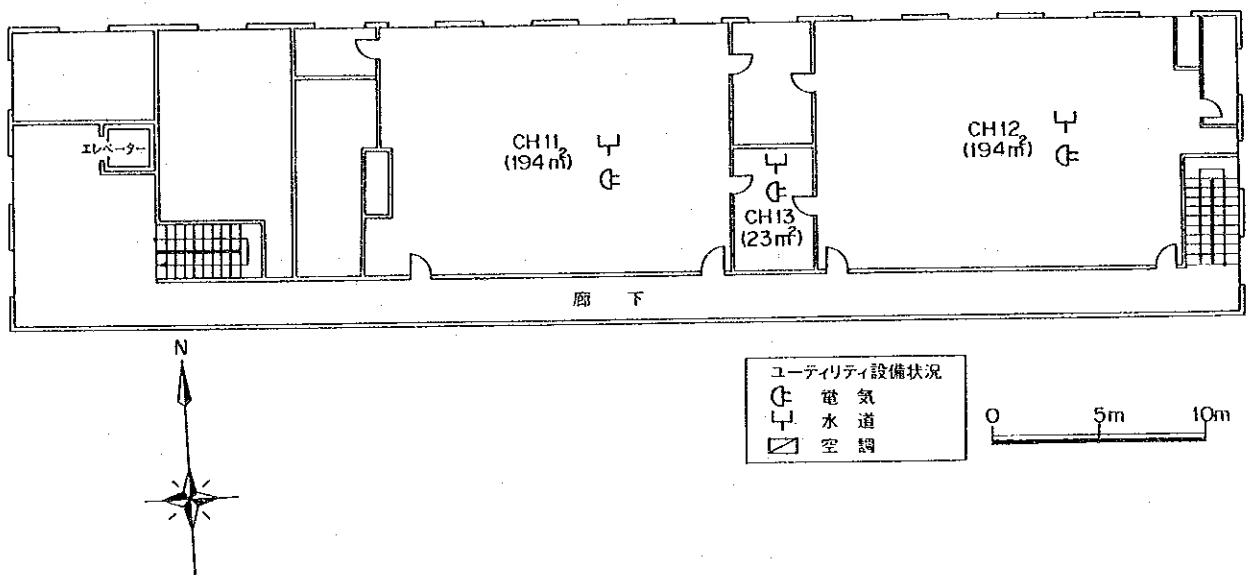 エレベーター
CH11
(194㎡)
CH12
(194㎡)
CH13
(23㎡)
廊 下
N
ユーティリティ設備状況
電 気
水 道
空 調
0 5m 10m